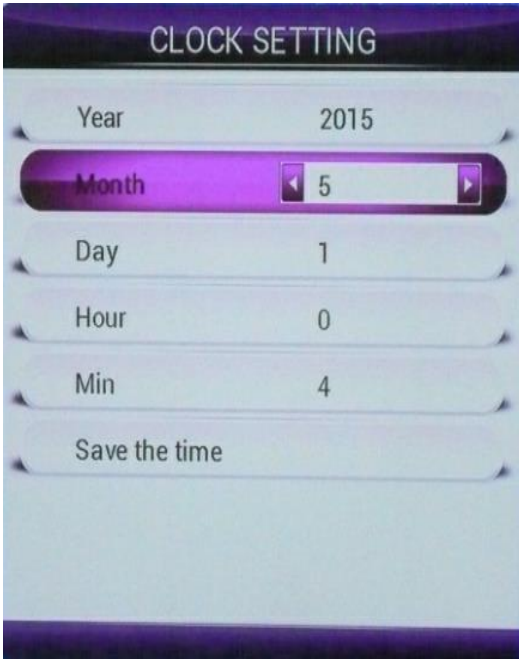 CLOCK SETTING
Year 2015
Month 5
Day 1
Hour 0
Min 4
Save the time